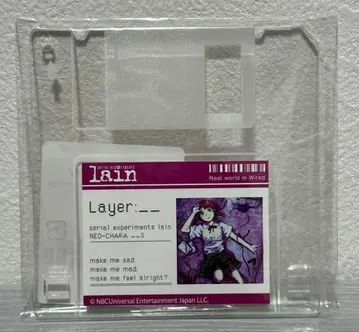 serial experiments
lain
Real world ⇔ Wired
Layer:__
serial experiments lain
NEO-CHARA
make me sad.
make me mad.
make me feel alright?
© NBCUniversal Entertainment Japan LLC.